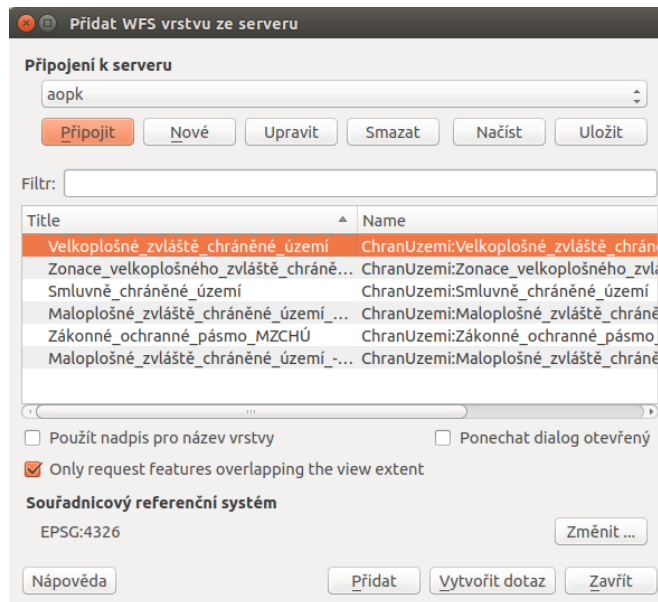 Přidat WFS vrstvu ze serveru
Připojení k serveru
aopk
Připojit Nové Upravit Smazat Načíst Uložit
Filtr:
Title Name
Velkoplošné_zvláště_chráněné_území ChranUzemi:Velkoplošné_zvláště_chrán
Zonace_velkoplošného_zvláště_chráně... ChranUzemi:Zonace_velkoplošného_zvlá
Smluvně_chráněné_území ChranUzemi:Smluvně_chráněné_území
Maloplošné_zvláště_chráněné_území_... ChranUzemi:Maloplošné_zvláště_chráně
Zákonné_ochranné_pásmo_MZCHÚ ChranUzemi:Zákonné_ochranné_pásmo_
Maloplošné_zvláště_chráněné_území_-... ChranUzemi:Maloplošné_zvláště_chráně
Použít nadpis pro název vrstvy Ponechat dialog otevřený
Only request features overlapping the view extent
Souřadnicový referenční systém
EPSG:4326 Změnit ...
Nápověda Přidat Vytvořit dotaz Zavřít